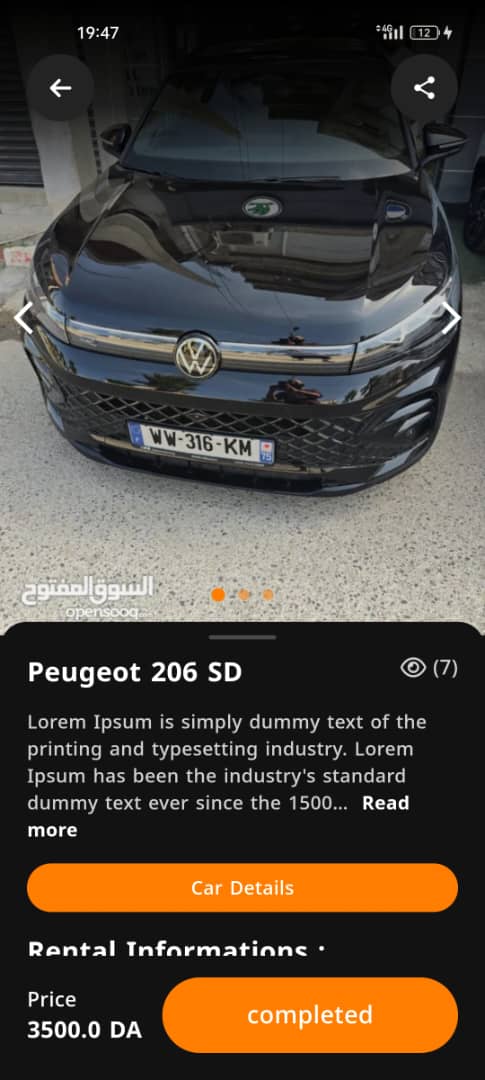 19:47
4G
12
WW-316-KM
F
75
السوق المفتوح
opensooq
Peugeot 206 SD
(7)
Lorem Ipsum is simply dummy text of the
printing and typesetting industry. Lorem
Ipsum has been the industry's standard
dummy text ever since the 1500... Read
more
Car Details
Rental Informations :
Price
3500.0 DA
completed